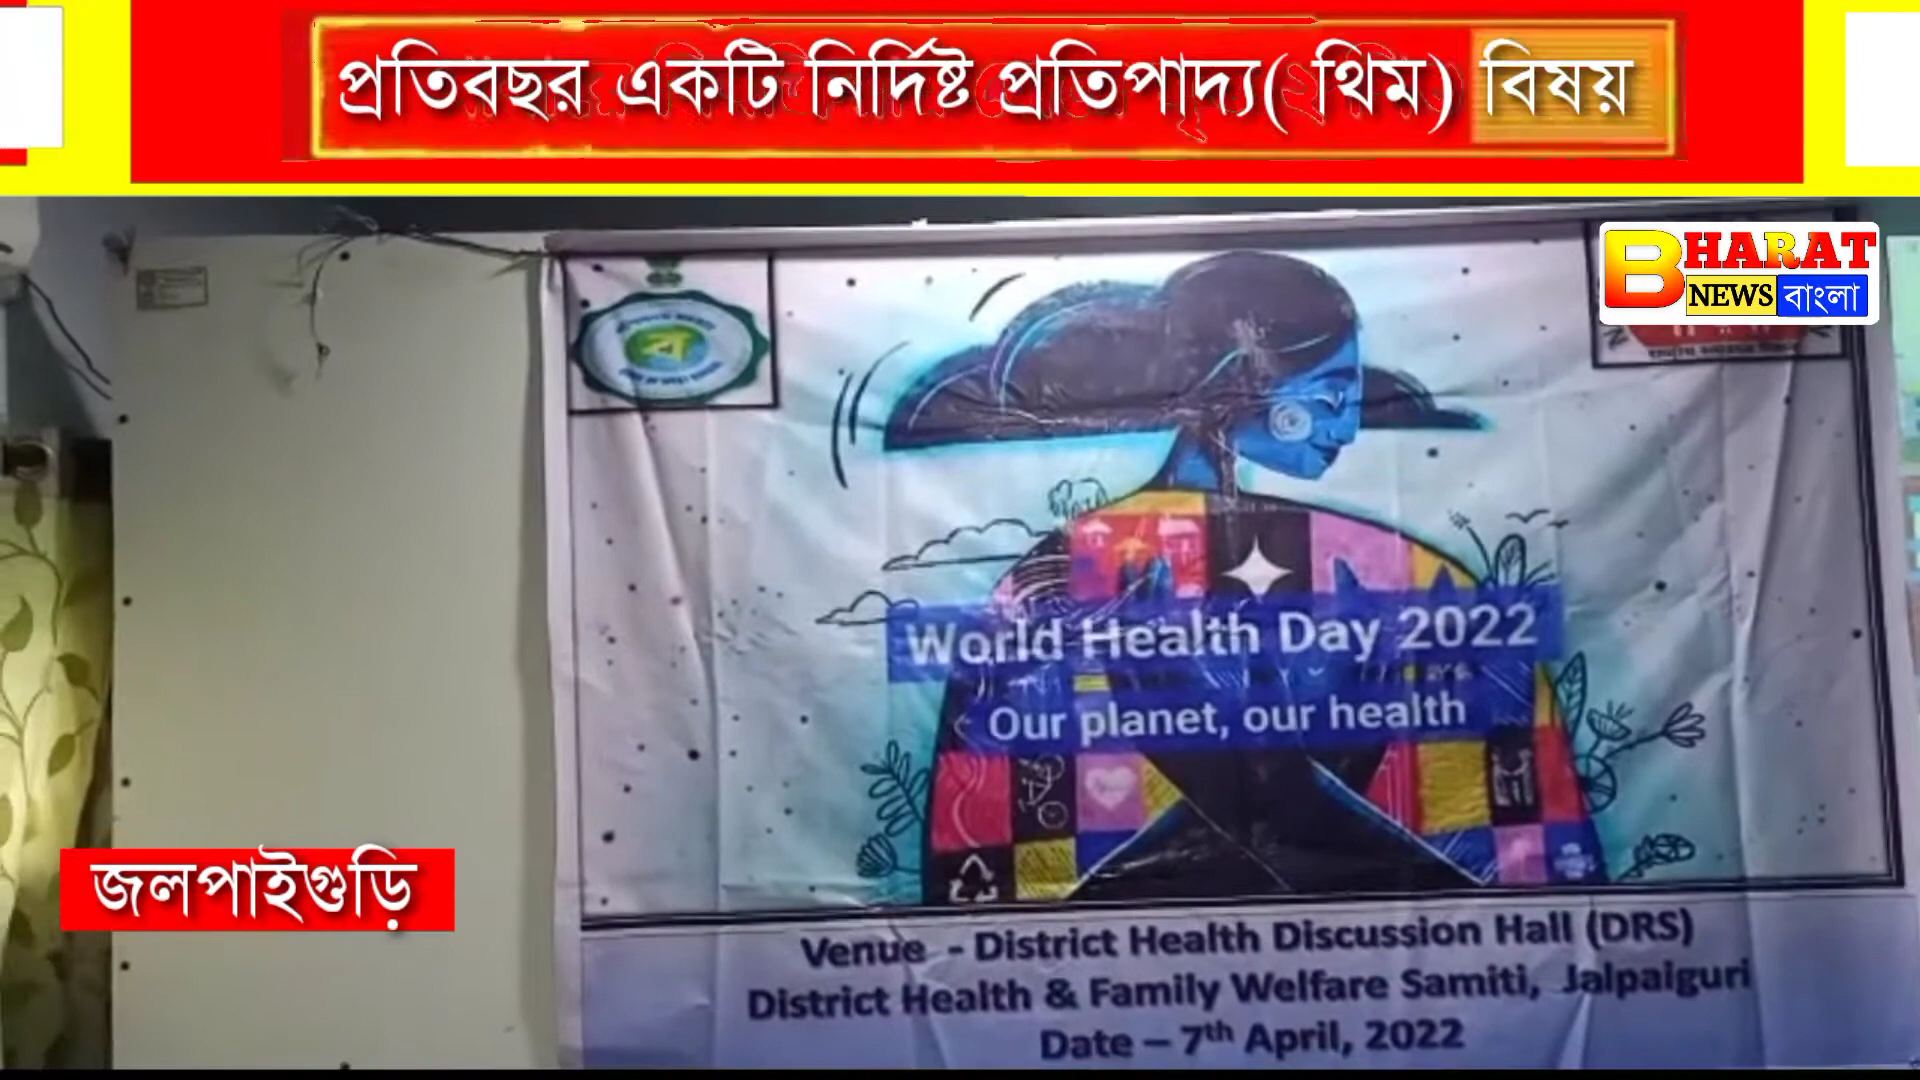 প্রতিবছর একটি নির্দিষ্ট প্রতিপাদ্য( থিম) বিষয়
BHARAT
NEWS বাংলা
World Health Day 2022
Our planet, our health
জলপাইগুড়ি
Venue - District Health Discussion Hall (DRS)
District Health & Family Welfare Samiti, Jalpaiguri
Date – 7th April, 2022